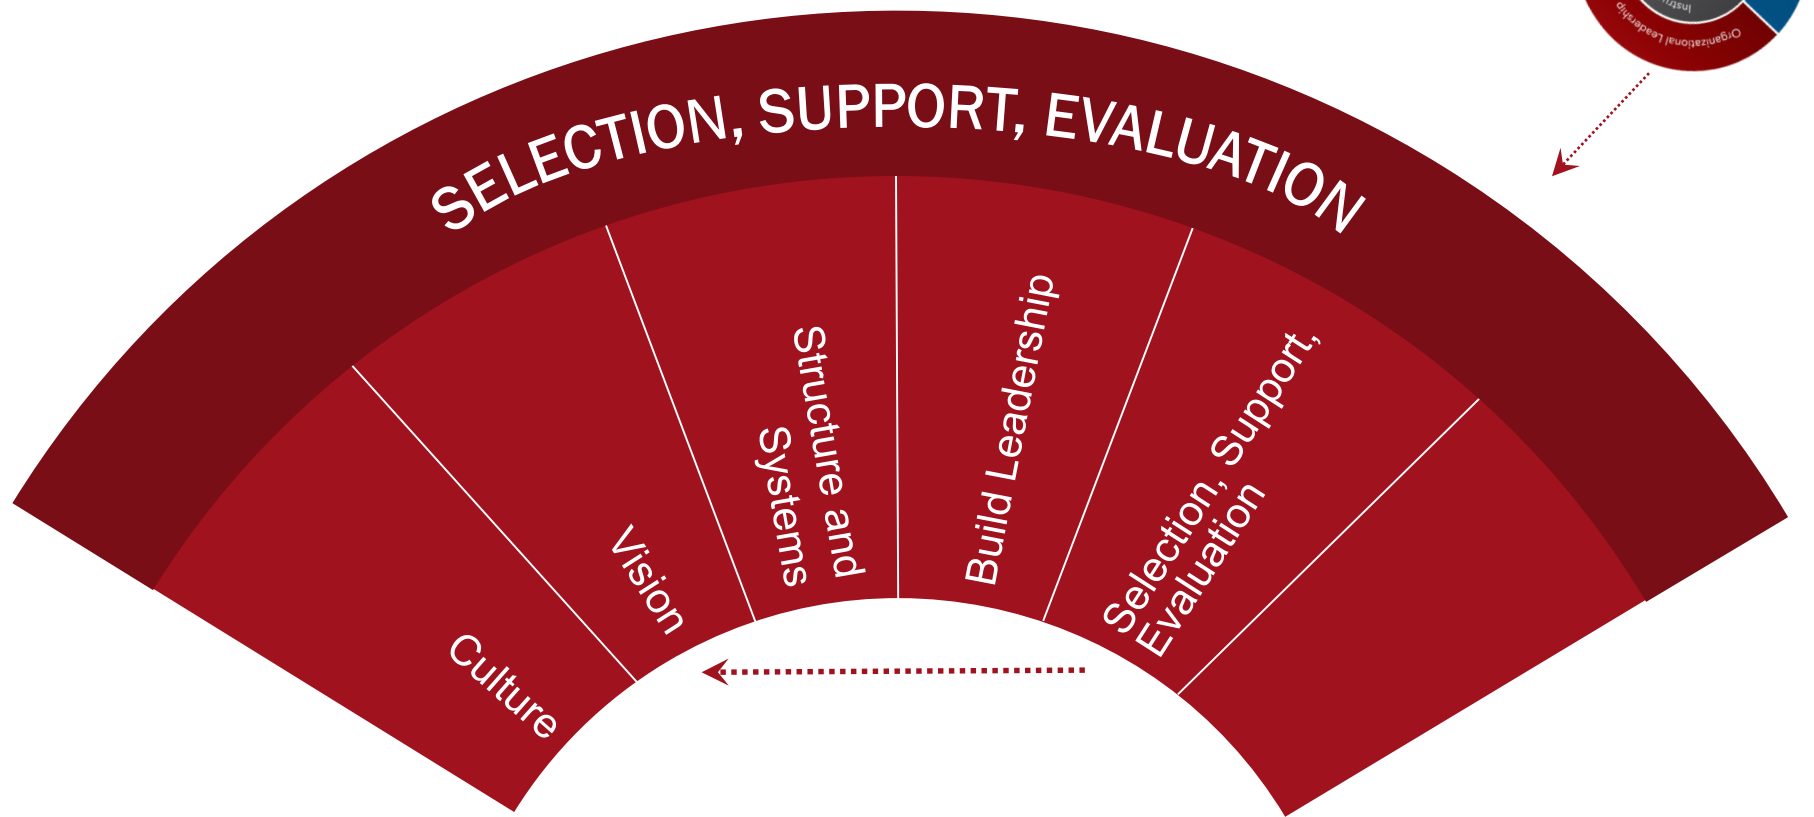 SELECTION, SUPPORT, EVALUATION
Culture
Vision
Structure and
Systems
Build Leadership
Selection, Support,
Evaluation
Organizational Leadership